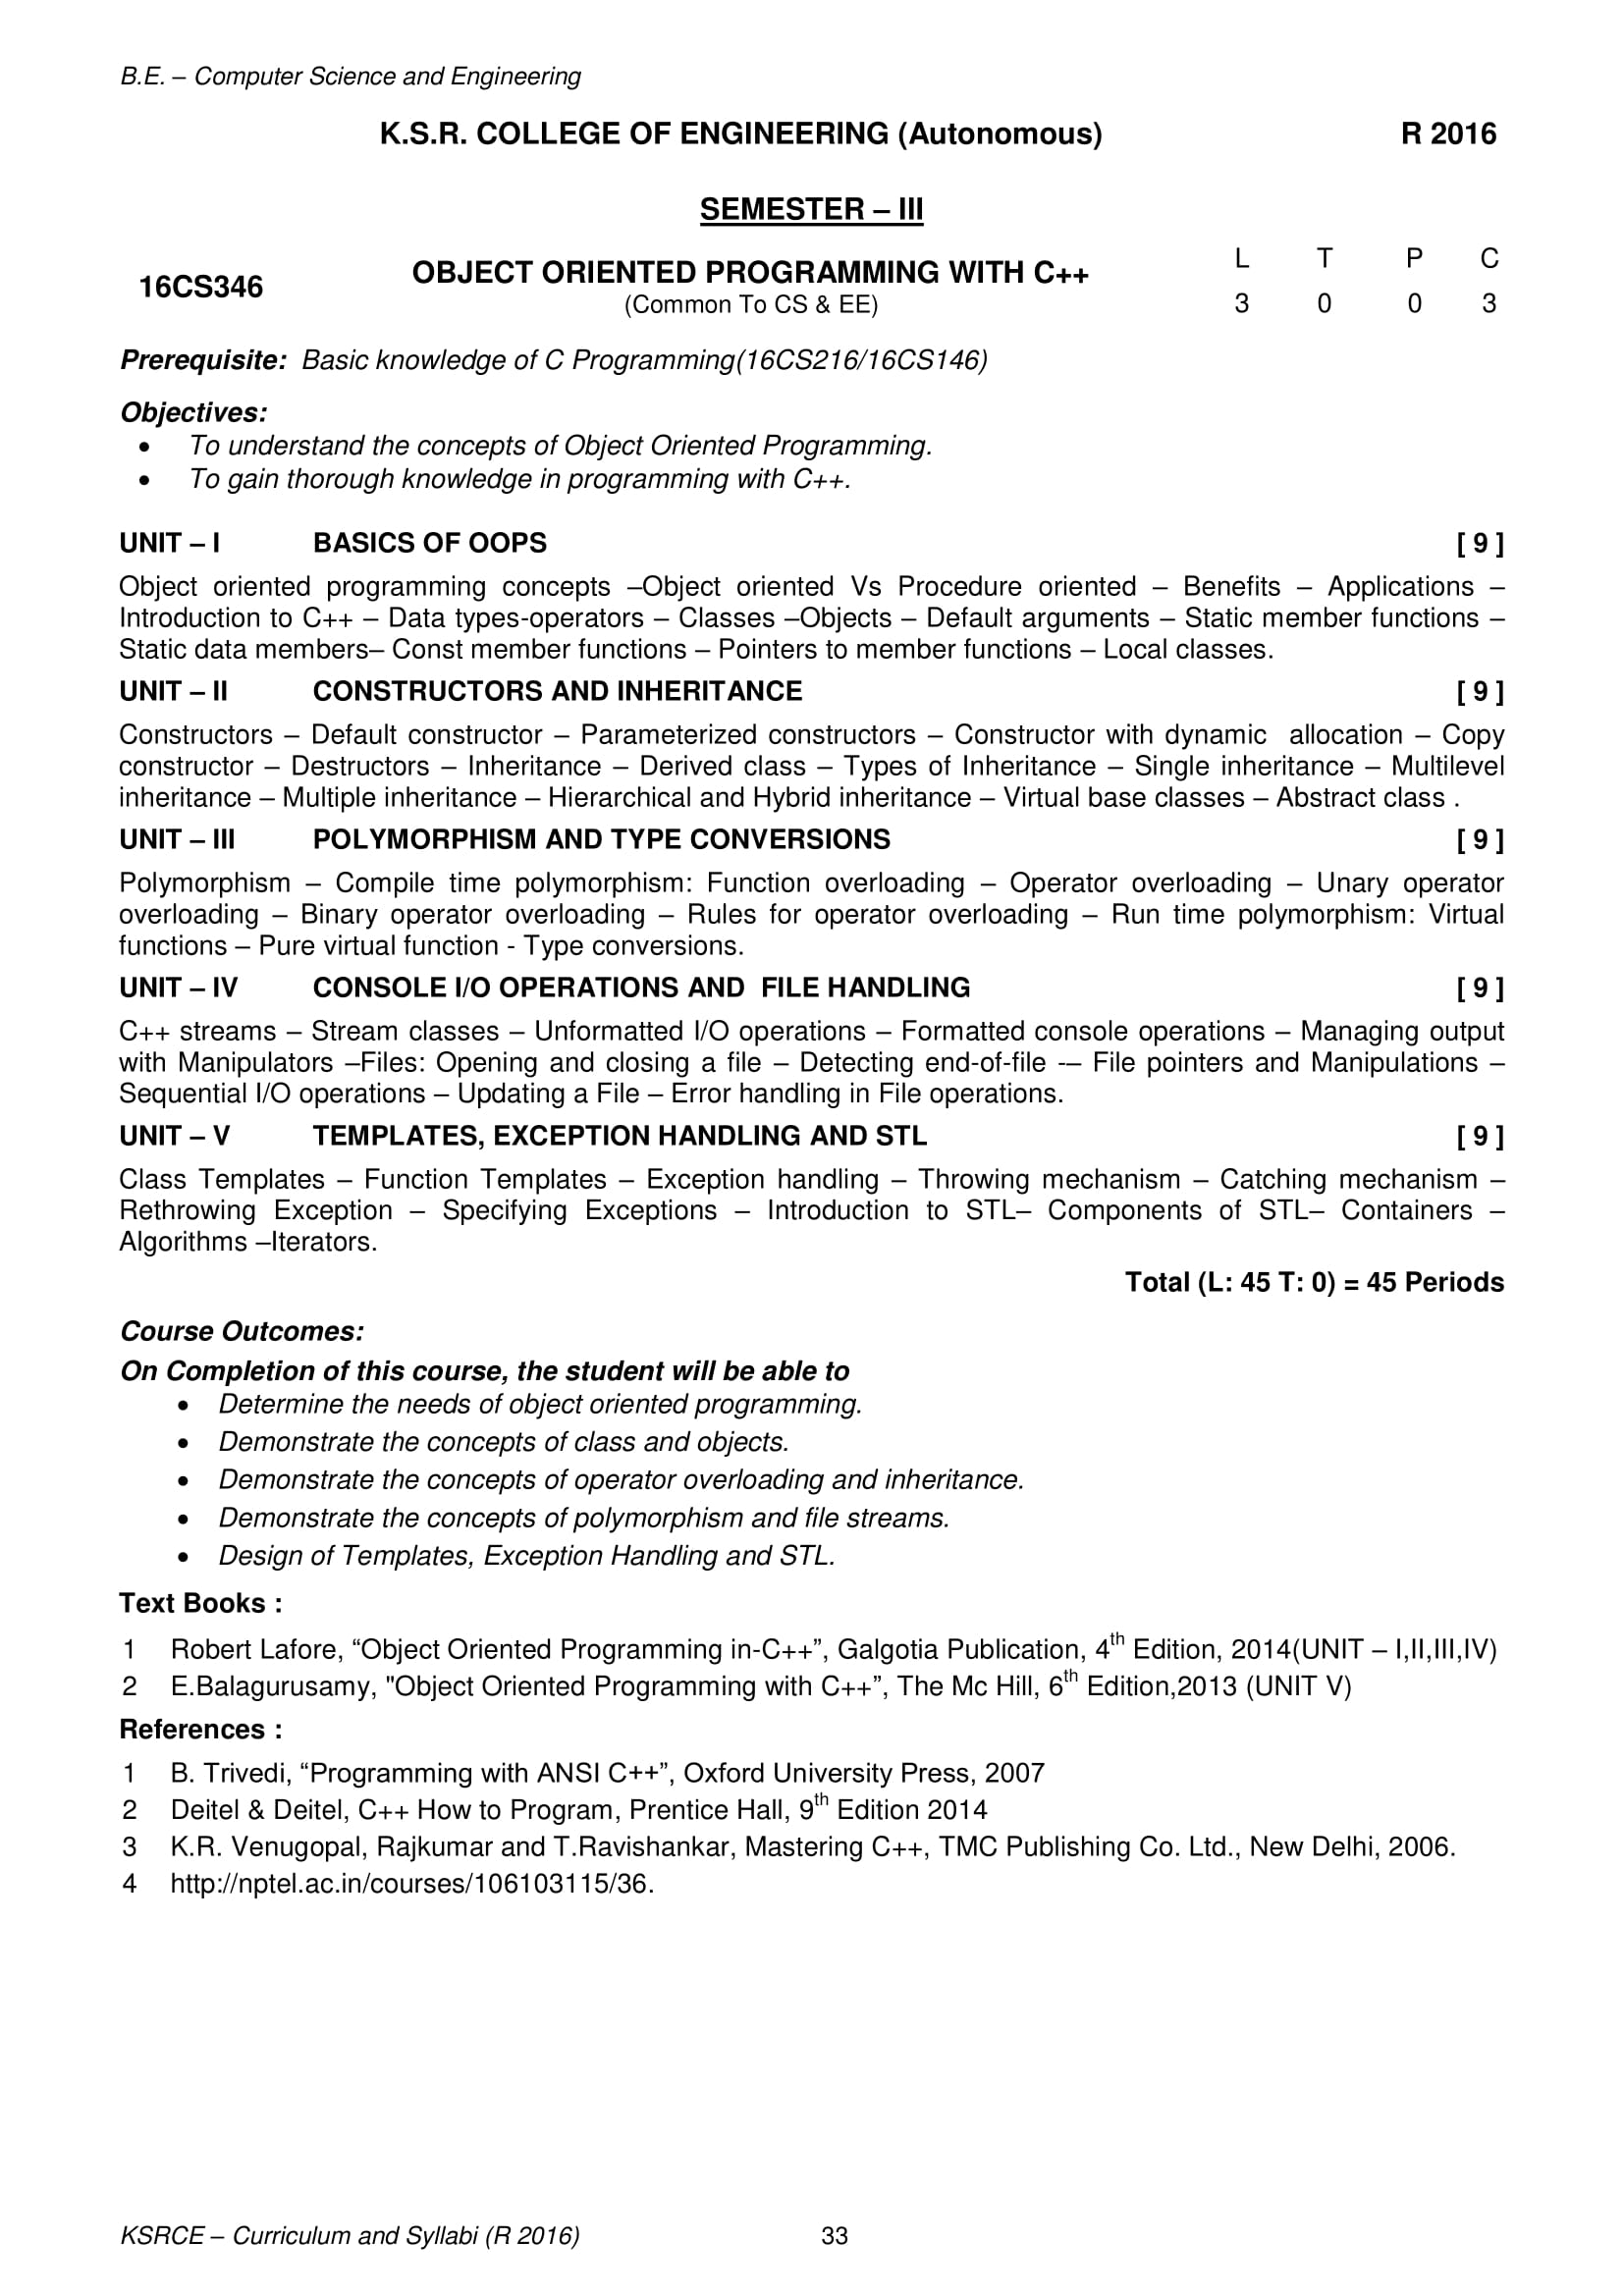 B.E. – Computer Science and Engineering
K.S.R. COLLEGE OF ENGINEERING (Autonomous) R 2016
SEMESTER – III
16CS346 OBJECT ORIENTED PROGRAMMING WITH C++ L T P C
(Common To CS & EE) 3 0 0 3
Prerequisite: Basic knowledge of C Programming(16CS216/16CS146)
Objectives:
• To understand the concepts of Object Oriented Programming.
• To gain thorough knowledge in programming with C++.
UNIT – I BASICS OF OOPS [ 9 ]
Object oriented programming concepts –Object oriented Vs Procedure oriented – Benefits – Applications –
Introduction to C++ – Data types-operators – Classes –Objects – Default arguments – Static member functions –
Static data members– Const member functions – Pointers to member functions – Local classes.
UNIT – II CONSTRUCTORS AND INHERITANCE [ 9 ]
Constructors – Default constructor – Parameterized constructors – Constructor with dynamic allocation – Copy
constructor – Destructors – Inheritance – Derived class – Types of Inheritance – Single inheritance – Multilevel
inheritance – Multiple inheritance – Hierarchical and Hybrid inheritance – Virtual base classes – Abstract class .
UNIT – III POLYMORPHISM AND TYPE CONVERSIONS [ 9 ]
Polymorphism – Compile time polymorphism: Function overloading – Operator overloading – Unary operator
overloading – Binary operator overloading – Rules for operator overloading – Run time polymorphism: Virtual
functions – Pure virtual function - Type conversions.
UNIT – IV CONSOLE I/O OPERATIONS AND FILE HANDLING [ 9 ]
C++ streams – Stream classes – Unformatted I/O operations – Formatted console operations – Managing output
with Manipulators –Files: Opening and closing a file – Detecting end-of-file -– File pointers and Manipulations –
Sequential I/O operations – Updating a File – Error handling in File operations.
UNIT – V TEMPLATES, EXCEPTION HANDLING AND STL [ 9 ]
Class Templates – Function Templates – Exception handling – Throwing mechanism – Catching mechanism –
Rethrowing Exception – Specifying Exceptions – Introduction to STL– Components of STL– Containers –
Algorithms –Iterators.
Total (L: 45 T: 0) = 45 Periods
Course Outcomes:
On Completion of this course, the student will be able to
• Determine the needs of object oriented programming.
• Demonstrate the concepts of class and objects.
• Demonstrate the concepts of operator overloading and inheritance.
• Demonstrate the concepts of polymorphism and file streams.
• Design of Templates, Exception Handling and STL.
Text Books :
1 Robert Lafore, “Object Oriented Programming in-C++”, Galgotia Publication, 4th Edition, 2014(UNIT – I,II,III,IV)
2 E.Balagurusamy, "Object Oriented Programming with C++”, The Mc Hill, 6th Edition,2013 (UNIT V)
References :
1 B. Trivedi, “Programming with ANSI C++”, Oxford University Press, 2007
2 Deitel & Deitel, C++ How to Program, Prentice Hall, 9th Edition 2014
3 K.R. Venugopal, Rajkumar and T.Ravishankar, Mastering C++, TMC Publishing Co. Ltd., New Delhi, 2006.
4 http://nptel.ac.in/courses/106103115/36.
KSRCE – Curriculum and Syllabi (R 2016) 33